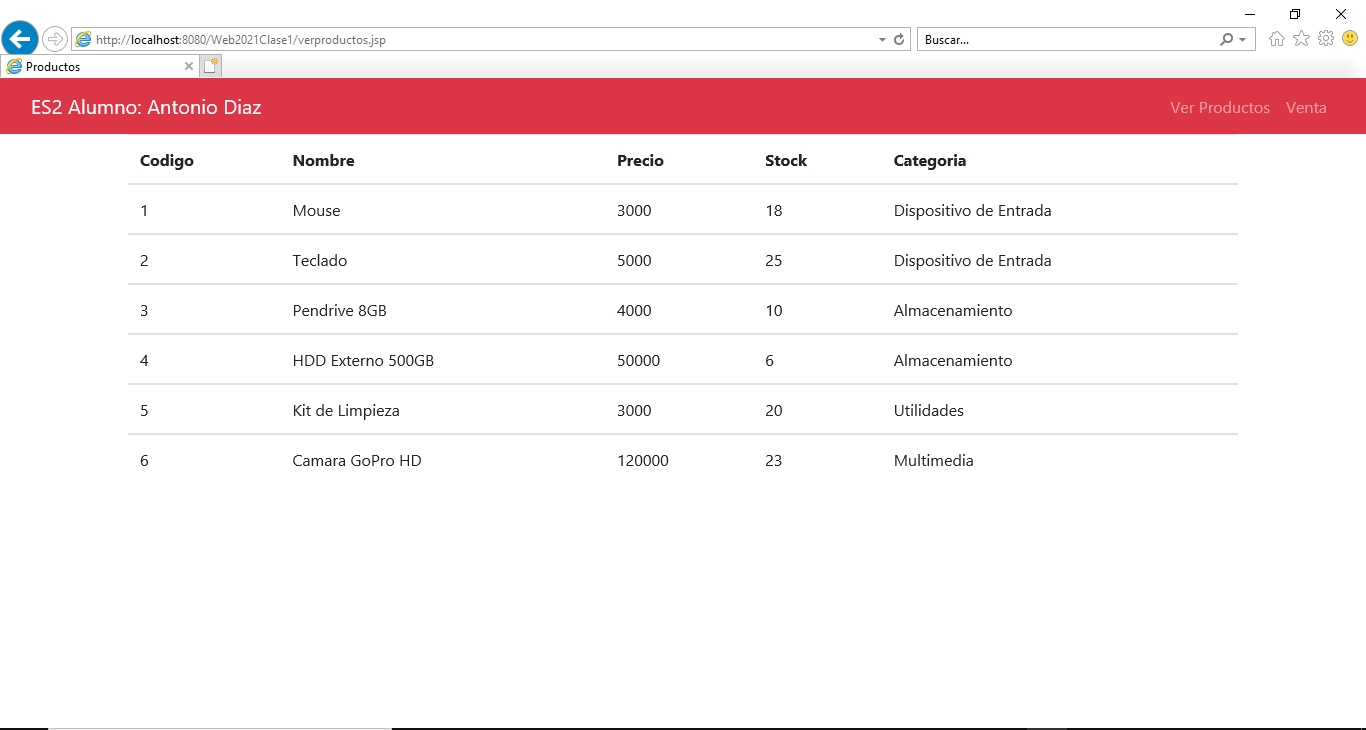 http://localhost:8080/Web2021Clase1/verproductos.jsp
Buscar...
Productos
ES2 Alumno: Antonio Diaz
Ver Productos Venta
Codigo Nombre Precio Stock Categoria
1 Mouse 3000 18 Dispositivo de Entrada
2 Teclado 5000 25 Dispositivo de Entrada
3 Pendrive 8GB 4000 10 Almacenamiento
4 HDD Externo 500GB 50000 6 Almacenamiento
5 Kit de Limpieza 3000 20 Utilidades
6 Camara GoPro HD 120000 23 Multimedia